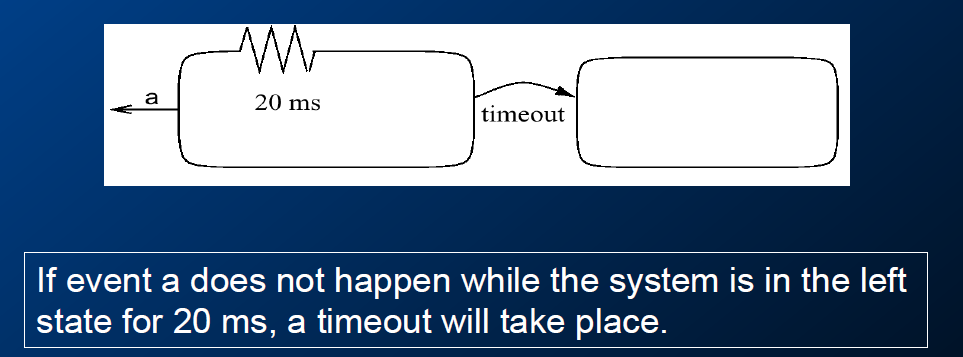 a
20 ms
timeout
If event a does not happen while the system is in the left
state for 20 ms, a timeout will take place.